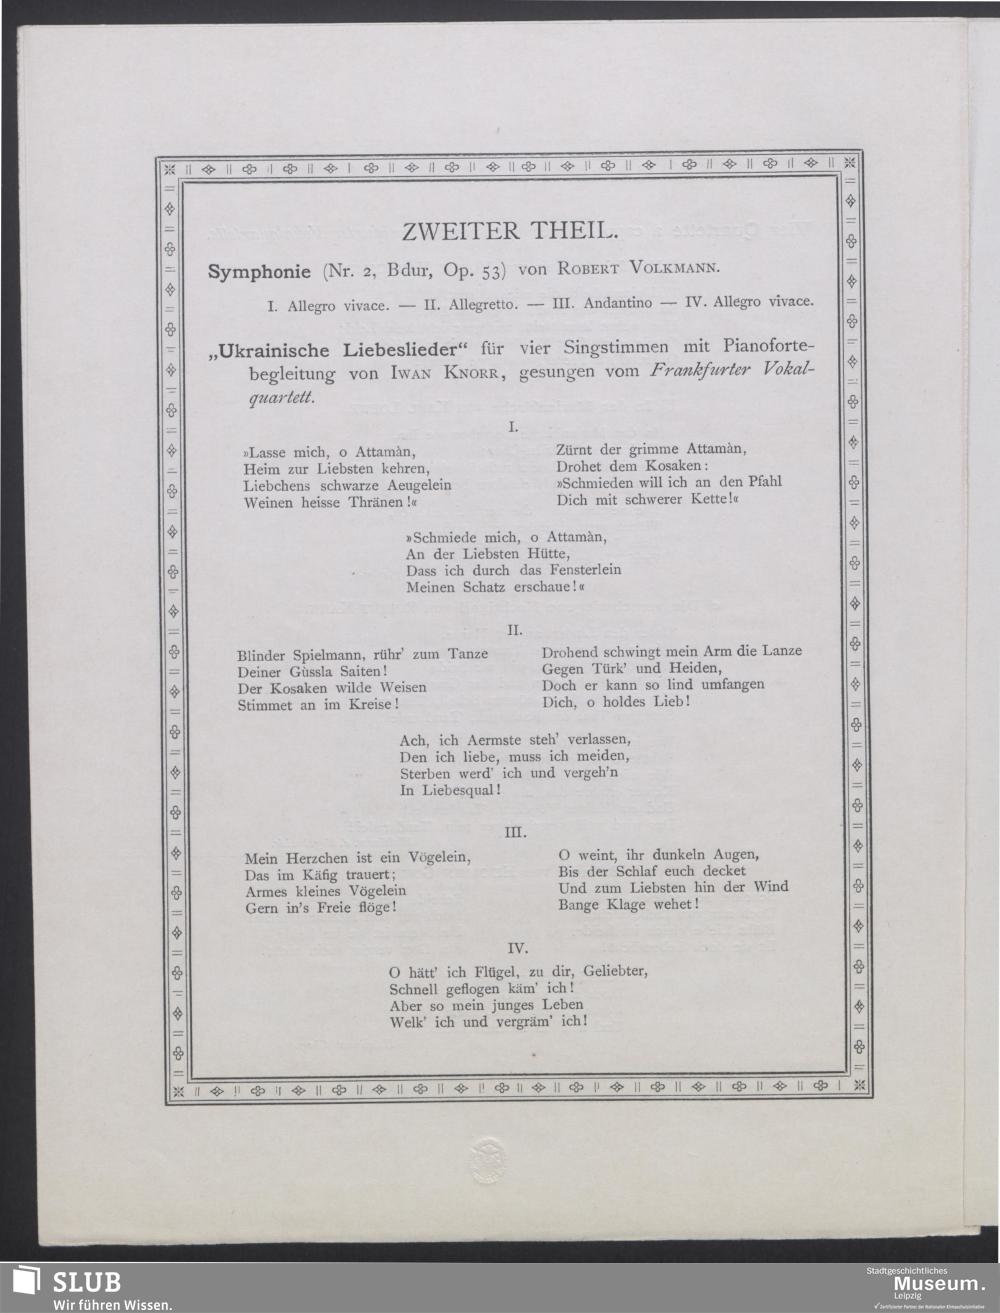 ZWEITER THEIL.
Symphonie (Nr. 2, Bdur, Op. 53) von ROBERT VOLKMANN.
I. Allegro vivace. — II. Allegretto. — III. Andantino — IV. Allegro vivace.
„Ukrainische Liebeslieder“ für vier Singstimmen mit Pianoforte-
begleitung von IWAN KNORR, gesungen vom Frankfurter Vokal-
quartett.
I.
»Lasse mich, o Attamàn,
Heim zur Liebsten kehren,
Liebchens schwarze Aeugelein
Weinen heisse Thränen!«
Zürnt der grimme Attamàn,
Drohet dem Kosaken:
»Schmieden will ich an den Pfahl
Dich mit schwerer Kette!«
»Schmiede mich, o Attamàn,
An der Liebsten Hütte,
Dass ich durch das Fensterlein
Meinen Schatz erschaue!«
II.
Blinder Spielmann, rühr' zum Tanze
Deiner Gùssla Saiten!
Der Kosaken wilde Weisen
Stimmet an im Kreise!
Drohend schwingt mein Arm die Lanze
Gegen Türk' und Heiden,
Doch er kann so lind umfangen
Dich, o holdes Lieb!
Ach, ich Aermste steh' verlassen,
Den ich liebe, muss ich meiden,
Sterben werd' ich und vergeh'n
In Liebesqual!
III.
Mein Herzchen ist ein Vögelein,
Das im Käfig trauert;
Armes kleines Vögelein
Gern in's Freie flöge!
O weint, ihr dunkeln Augen,
Bis der Schlaf euch decket
Und zum Liebsten hin der Wind
Bange Klage wehet!
IV.
O hätt' ich Flügel, zu dir, Geliebter,
Schnell geflogen käm' ich!
Aber so mein junges Leben
Welk' ich und vergräm' ich!
SLUB
Wir führen Wissen.
Stadtgeschichtliches
Museum.
Leipzig
Zertifizierter Partner der Nationalen Klimaschutzinitiative